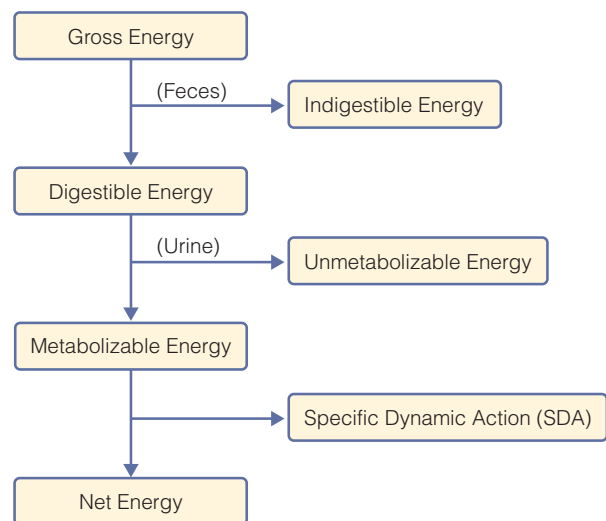 Gross Energy
(Feces)
Indigestible Energy
Digestible Energy
(Urine)
Unmetabolizable Energy
Metabolizable Energy
Specific Dynamic Action (SDA)
Net Energy